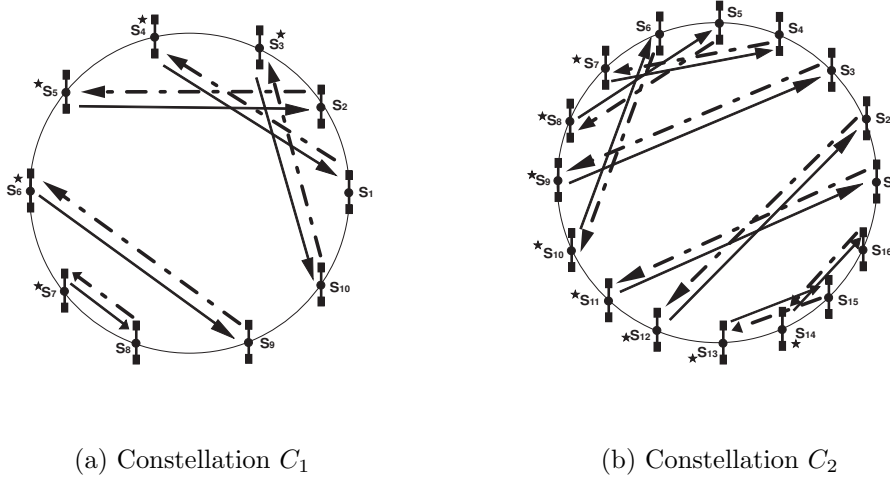 S4
S3
S5
S2
S6
S1
S7
S10
S8
S9
(a) Constellation C1
S6
S5
S4
S7
S3
S8
S2
S9
S
S10
S16
S11
S15
S12
S14
S13
(b) Constellation C2